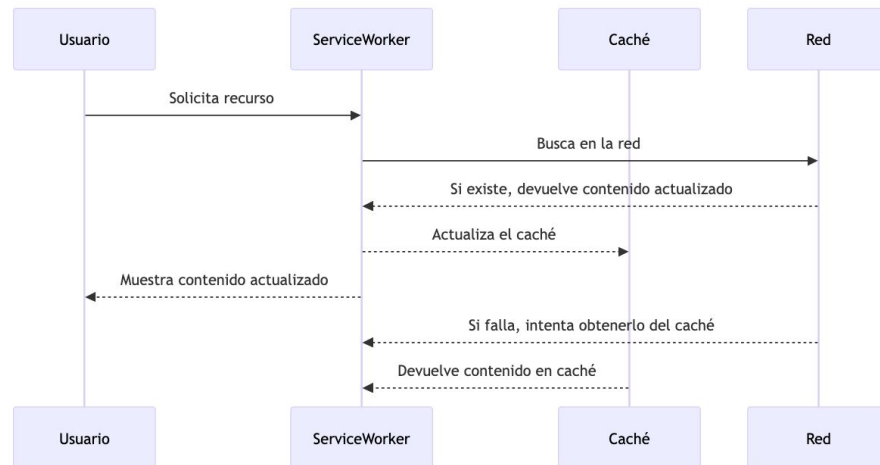 Usuario ServiceWorker Caché Red
Solicita recurso
Busca en la red
Si existe, devuelve contenido actualizado
Actualiza el caché
Muestra contenido actualizado
Si falla, intenta obtenerlo del caché
Devuelve contenido en caché
Usuario ServiceWorker Caché Red